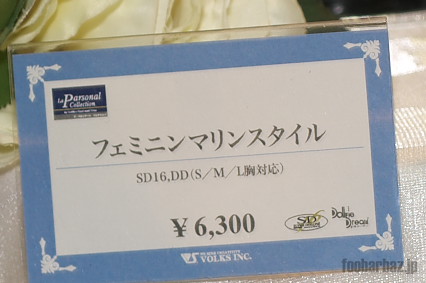 La
Parsonal
Collection
フェミニンマリンスタイル
SD16,DD(S/M/L胸対応)
¥6,300
SD
Dollfie
Dream
VOLKS INC.
foobarbaz.jp